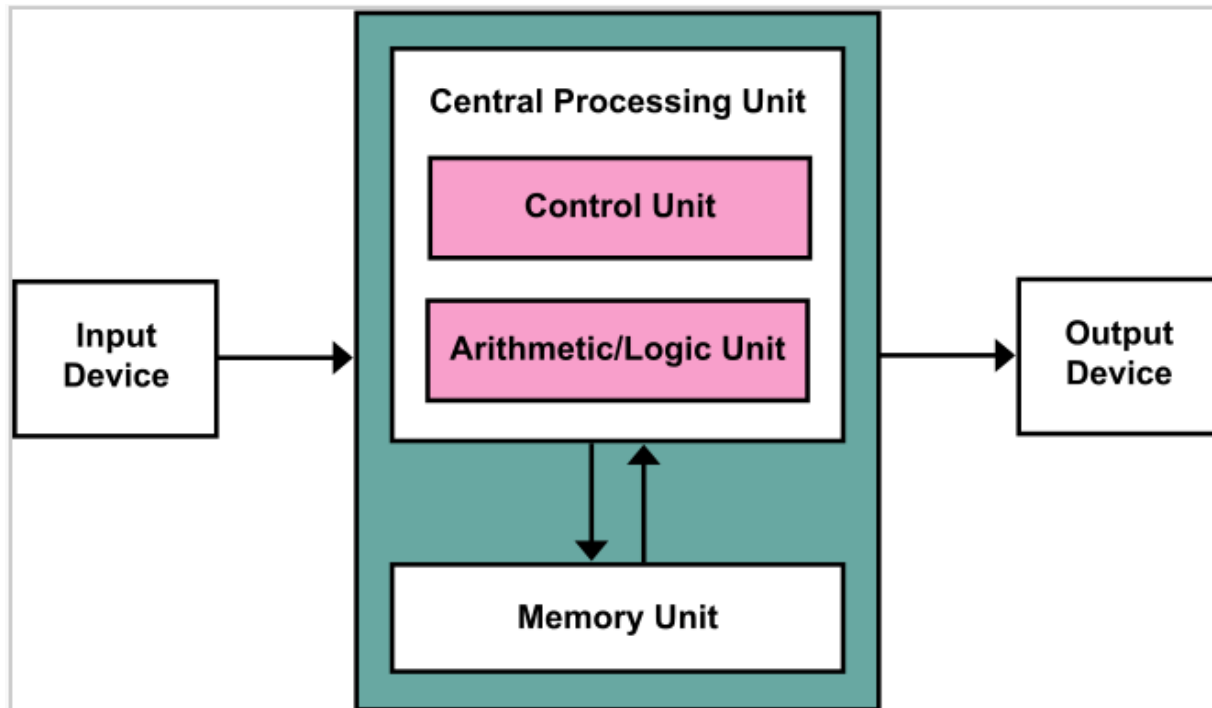 Central Processing Unit
Control Unit
Arithmetic/Logic Unit
Input
Device
Output
Device
Memory Unit